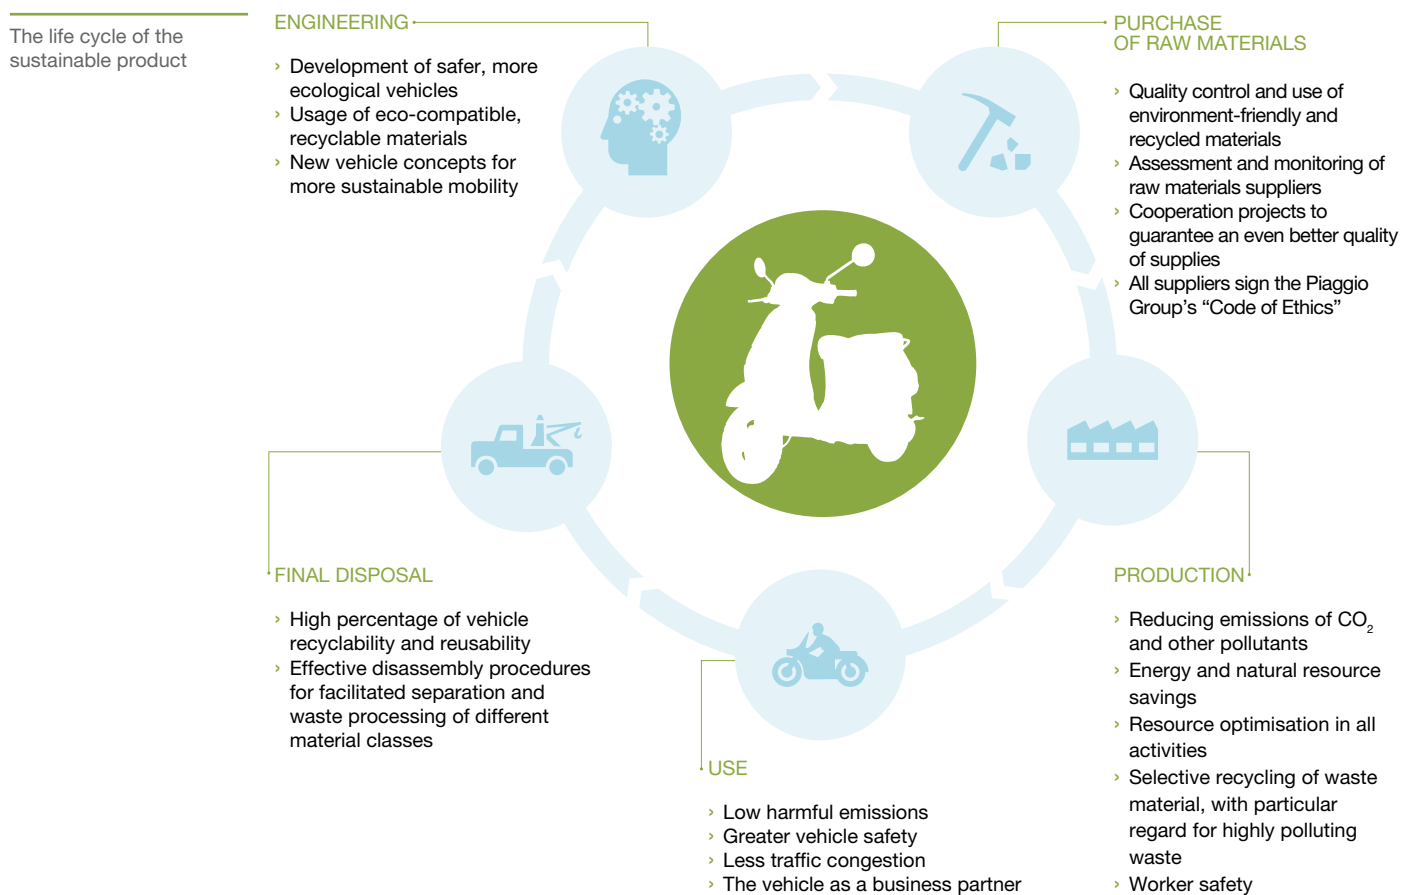 The life cycle of the
sustainable product
ENGINEERING
› Development of safer, more
ecological vehicles
› Usage of eco-compatible,
recyclable materials
› New vehicle concepts for
more sustainable mobility
PURCHASE
OF RAW MATERIALS
› Quality control and use of
environment-friendly and
recycled materials
› Assessment and monitoring of
raw materials suppliers
› Cooperation projects to
guarantee an even better quality
of supplies
› All suppliers sign the Piaggio
Group’s “Code of Ethics”
FINAL DISPOSAL
› High percentage of vehicle
recyclability and reusability
› Effective disassembly procedures
for facilitated separation and
waste processing of different
material classes
USE
› Low harmful emissions
› Greater vehicle safety
› Less traffic congestion
› The vehicle as a business partner
PRODUCTION
› Reducing emissions of CO₂
and other pollutants
› Energy and natural resource
savings
› Resource optimisation in all
activities
› Selective recycling of waste
material, with particular
regard for highly polluting
waste
› Worker safety